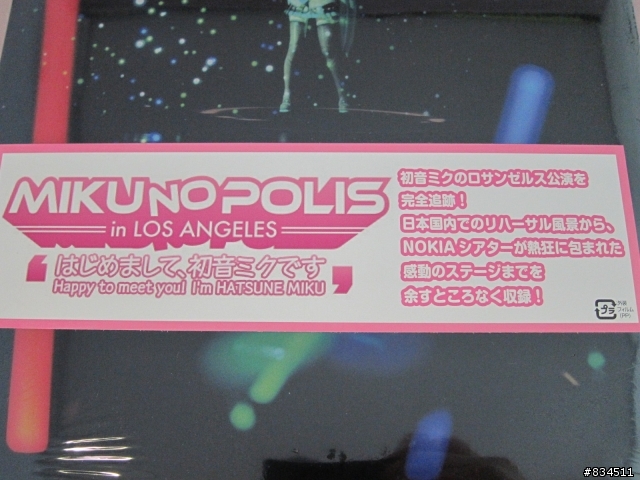 MIKUNOPOLIS
in LOS ANGELES
“はじめまして、初音ミクです
Happy to meet you! I'm HATSUNE MIKU”
初音ミクのロサンゼルス公演を
完全追跡！
日本国内でのリハーサル風景から、
NOKIAシアターが熱狂に包まれた
感動のステージまでを
余すところなく収録！
プラ
外装
フィルム
(PP)
#834511